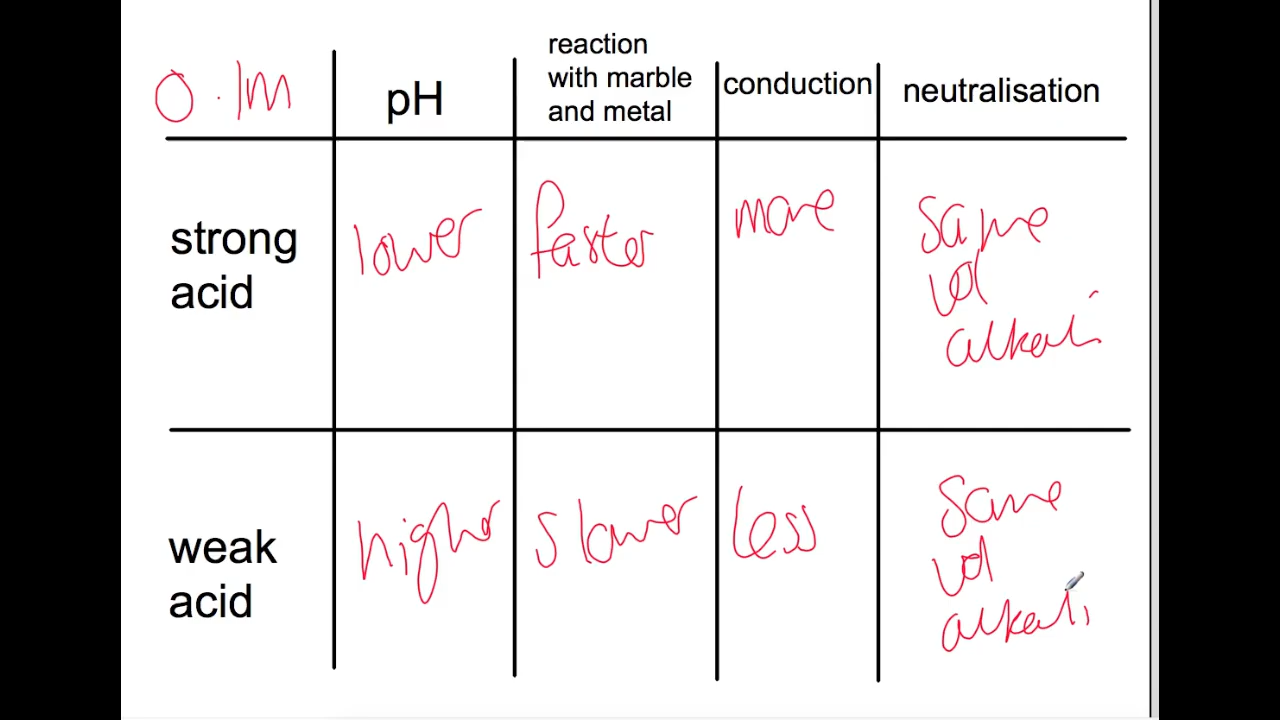 reaction
with marble
and metal
0.1M
pH
conduction
neutralisation
strong
acid
lower
faster
more
same
vol
alkali
weak
acid
higher
slower
less
same
vol
alkali